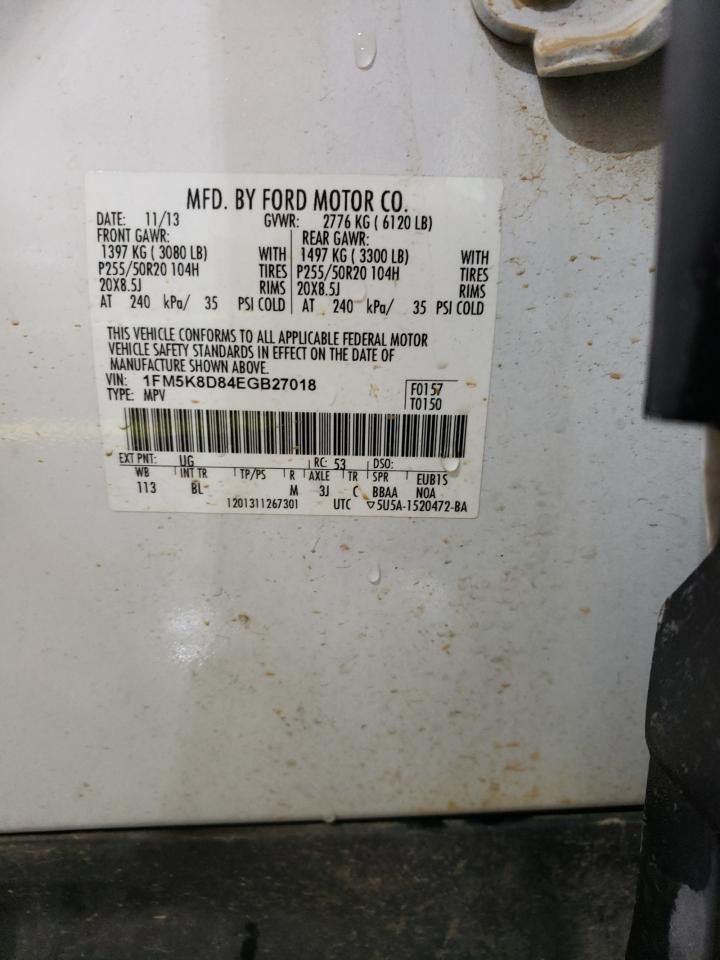 MFD. BY FORD MOTOR CO.
DATE: 11/13 GVWR: 2776 KG ( 6120 LB)
FRONT GAWR: REAR GAWR:
1397 KG ( 3080 LB) WITH 1497 KG ( 3300 LB) WITH
P255/50R20 104H TIRES P255/50R20 104H TIRES
20X8.5J RIMS 20X8.5J RIMS
AT 240 kPa/ 35 PSI COLD AT 240 kPa/ 35 PSI COLD
THIS VEHICLE CONFORMS TO ALL APPLICABLE FEDERAL MOTOR
VEHICLE SAFETY STANDARDS IN EFFECT ON THE DATE OF
MANUFACTURE SHOWN ABOVE.
VIN: 1FM5K8D84EGB27018 F0157
TYPE: MPV T0150
EXT PNT: UG RC: 53 DSO:
WB INT TR TP/PS R AXLE TR SPR EUB1S
113 BL M 3J C BBAA NOA
1201311267301 UTC ▽5U5A-1520472-BA